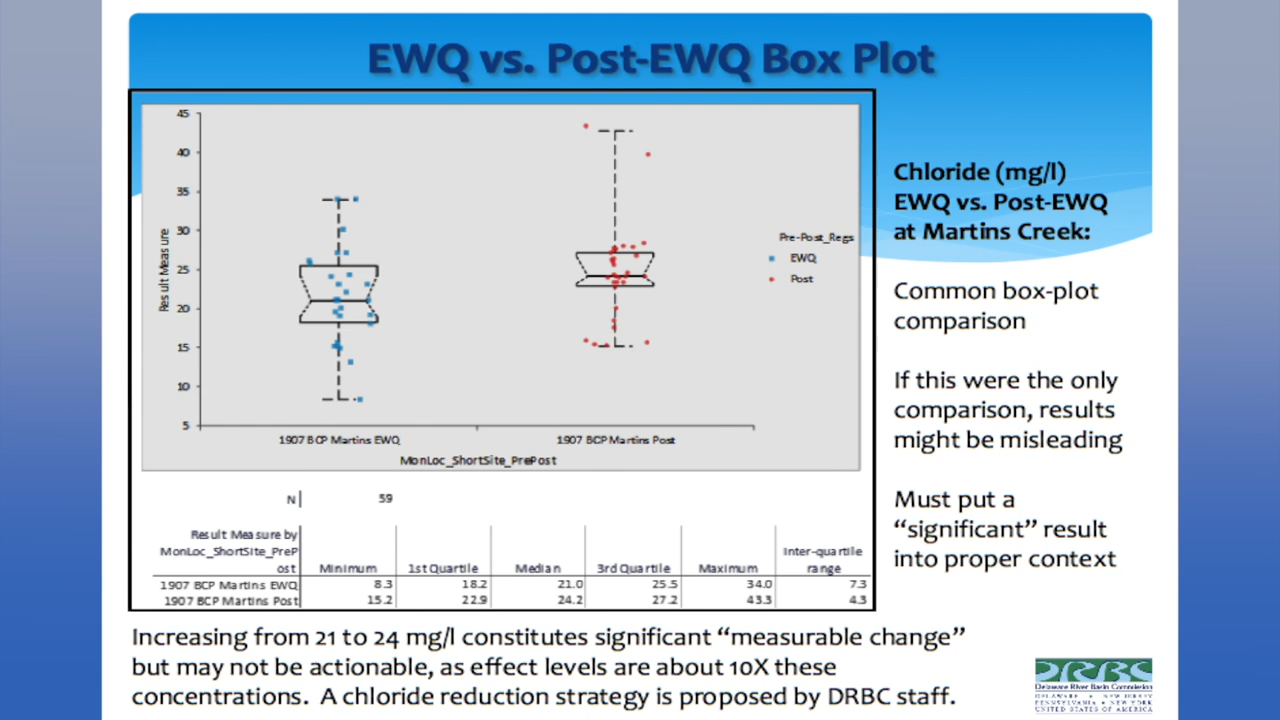 EWQ vs. Post-EWQ Box Plot
45
40
35
30
25
20
15
10
5
Result Measure
1907 BCP Martins EWQ
1907 BCP Martins Post
MonLoc_ShortSite_PrePost
Pre-Post_Regs
EWQ
Post
N 59
Result Measure by
MonLoc_ShortSite_PreP
ost Minimum 1st Quartile Median 3rd Quartile Maximum Inter-quartile
range
1907 BCP Martins EWQ 8.3 18.2 21.0 25.5 34.0 7.3
1907 BCP Martins Post 15.2 22.9 24.2 27.2 43.3 4.3
Chloride (mg/l)
EWQ vs. Post-EWQ
at Martins Creek:
Common box-plot
comparison
If this were the only
comparison, results
might be misleading
Must put a
“significant” result
into proper context
Increasing from 21 to 24 mg/l constitutes significant “measurable change”
but may not be actionable, as effect levels are about 10X these
concentrations. A chloride reduction strategy is proposed by DRBC staff.
DRBC
Delaware River Basin Commission
DELAWARE • NEW JERSEY
PENNSYLVANIA • NEW YORK
UNITED STATES OF AMERICA